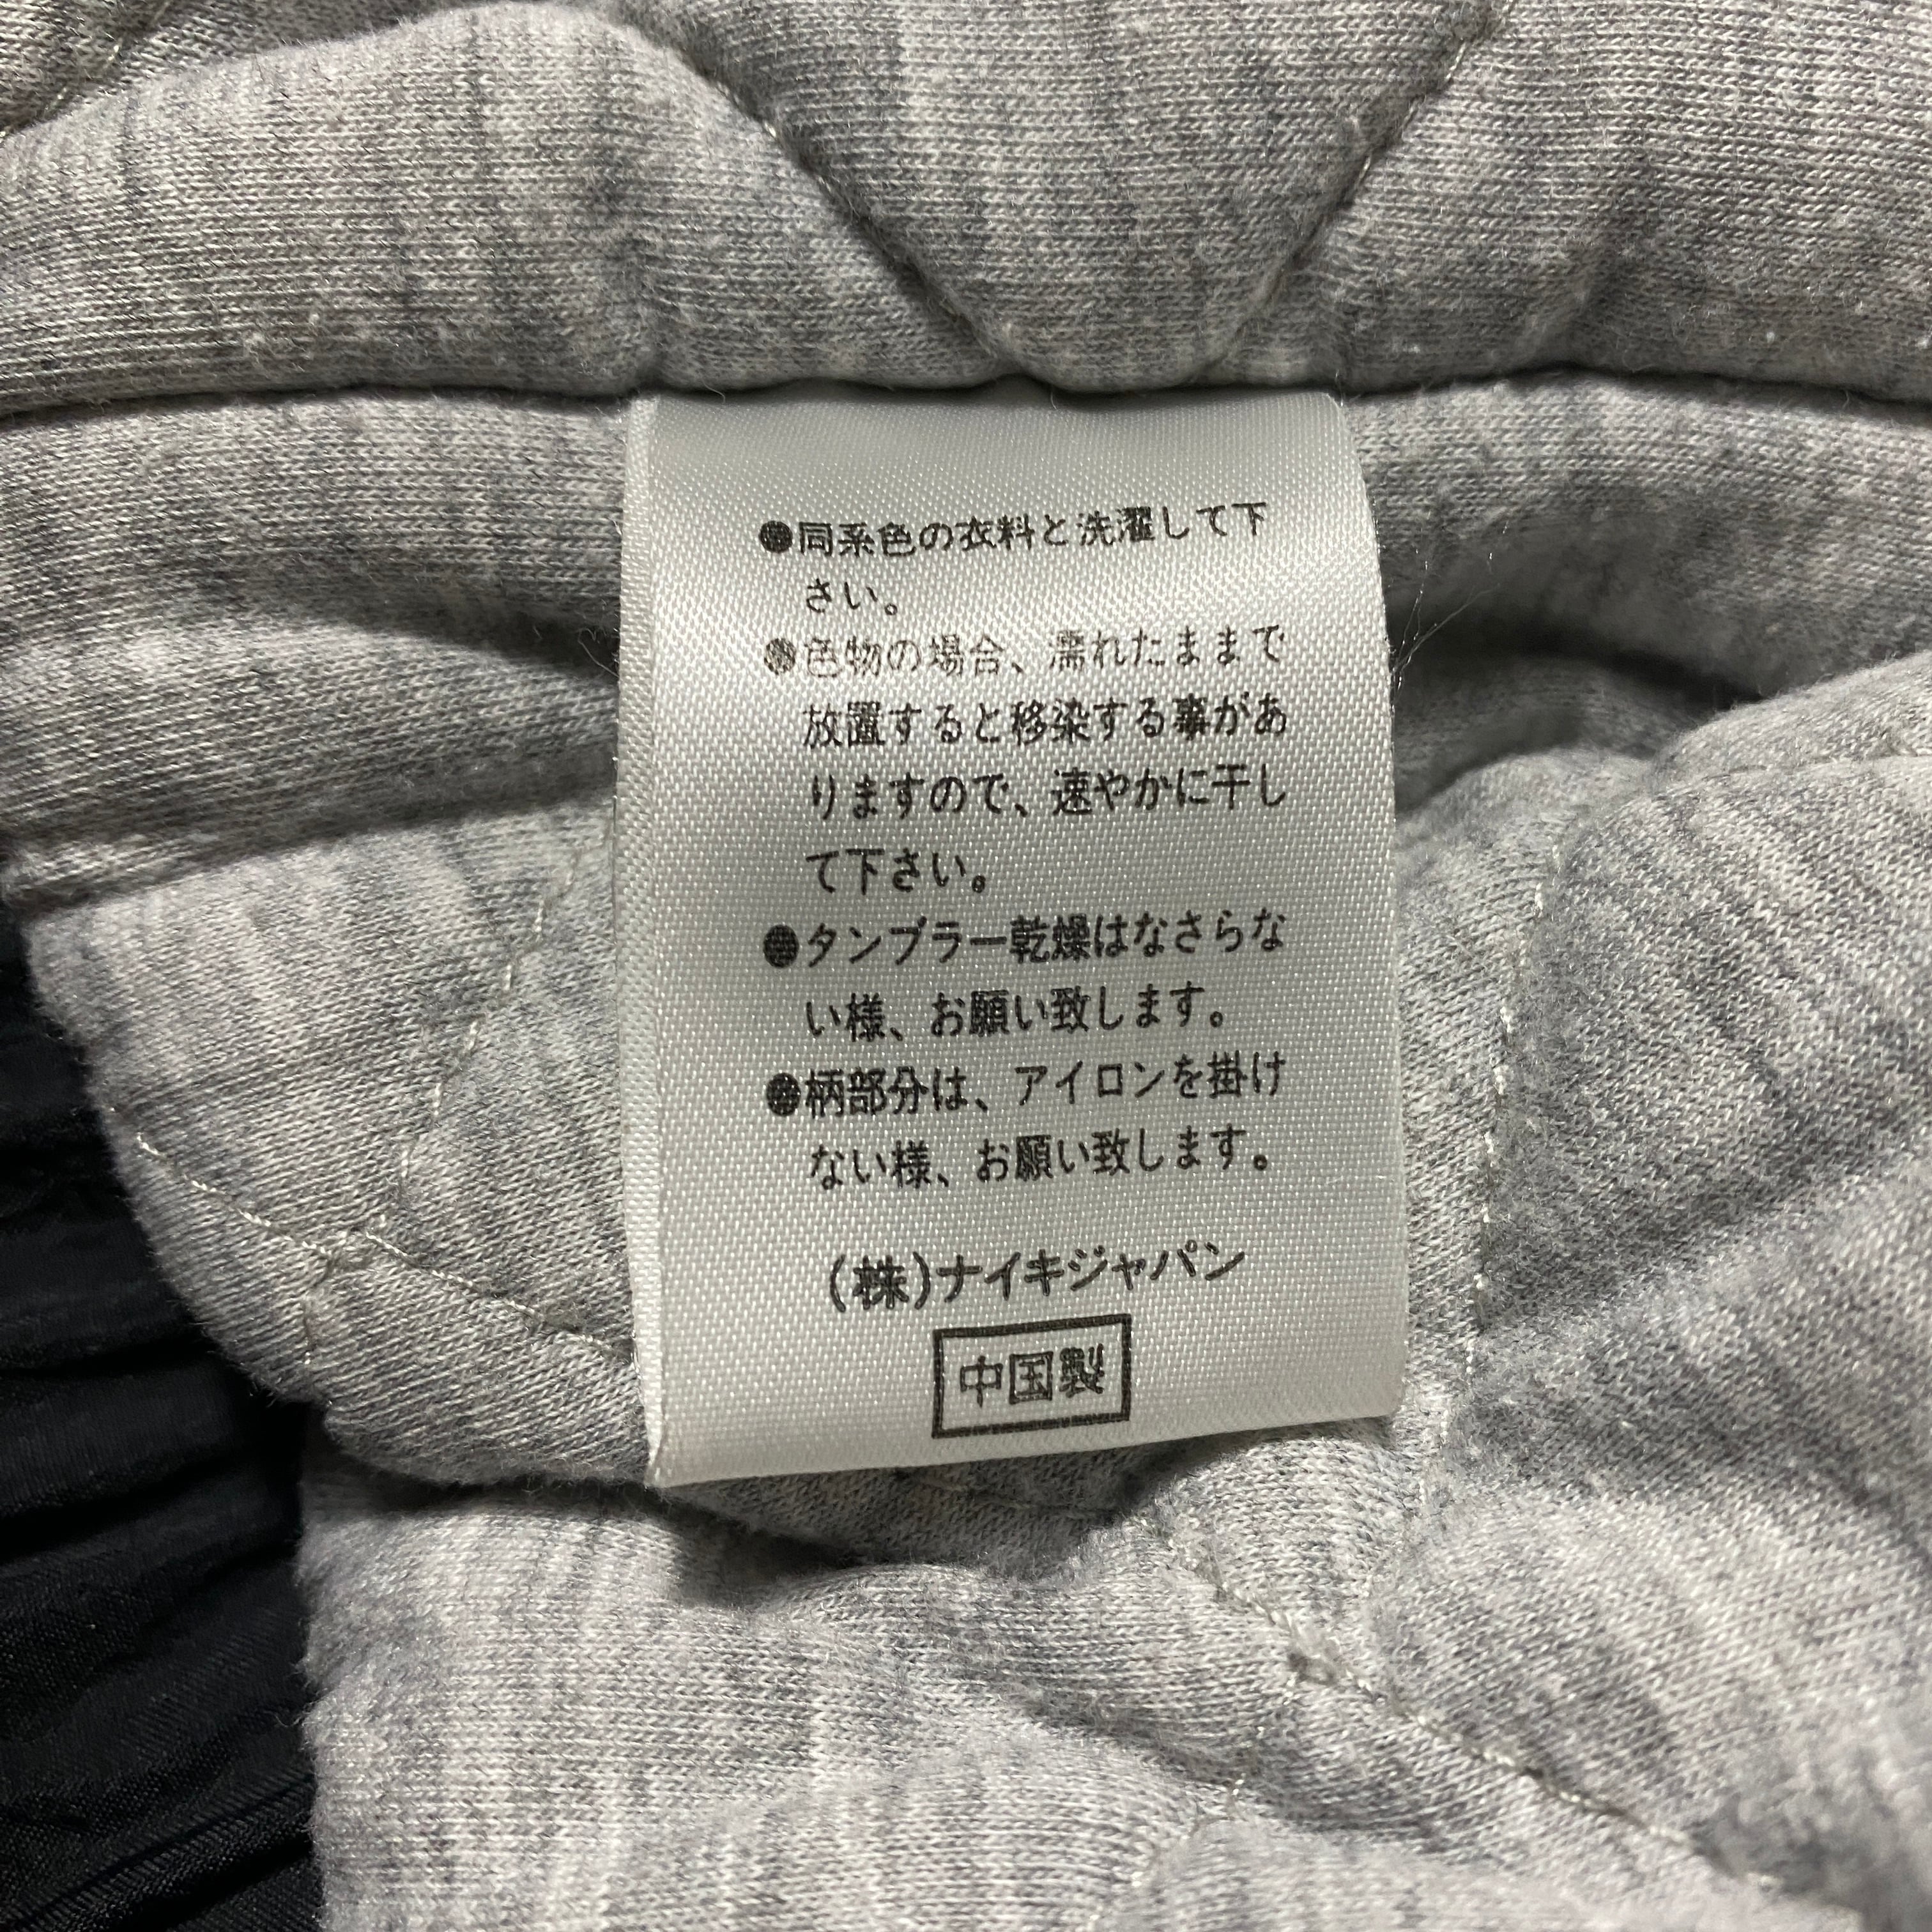 ●同系色の衣料と洗濯して下
さい。
●色物の場合、濡れたままで
放置すると移染する事があ
りますので、速やかに干し
て下さい。
●タンブラー乾燥はなさらな
い様、お願い致します。
●柄部分は、アイロンを掛け
ない様、お願い致します。
(株)ナイキジャパン
中国製